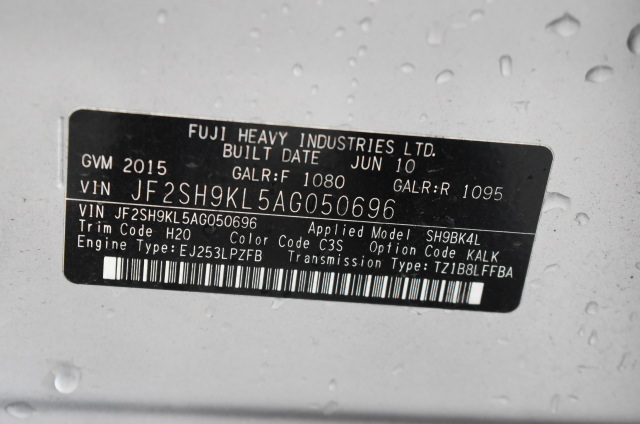 FUJI HEAVY INDUSTRIES LTD.
BUILT DATE JUN 10
GVM 2015 GALR:F 1080 GALR:R 1095
VIN JF2SH9KL5AG050696
VIN JF2SH9KL5AG050696 Applied Model SH9BK4L
Trim Code H20 Color Code C3S Option Code KALK
Engine Type:EJ253LPZFB Transmission Type:TZ1B8LFFBA